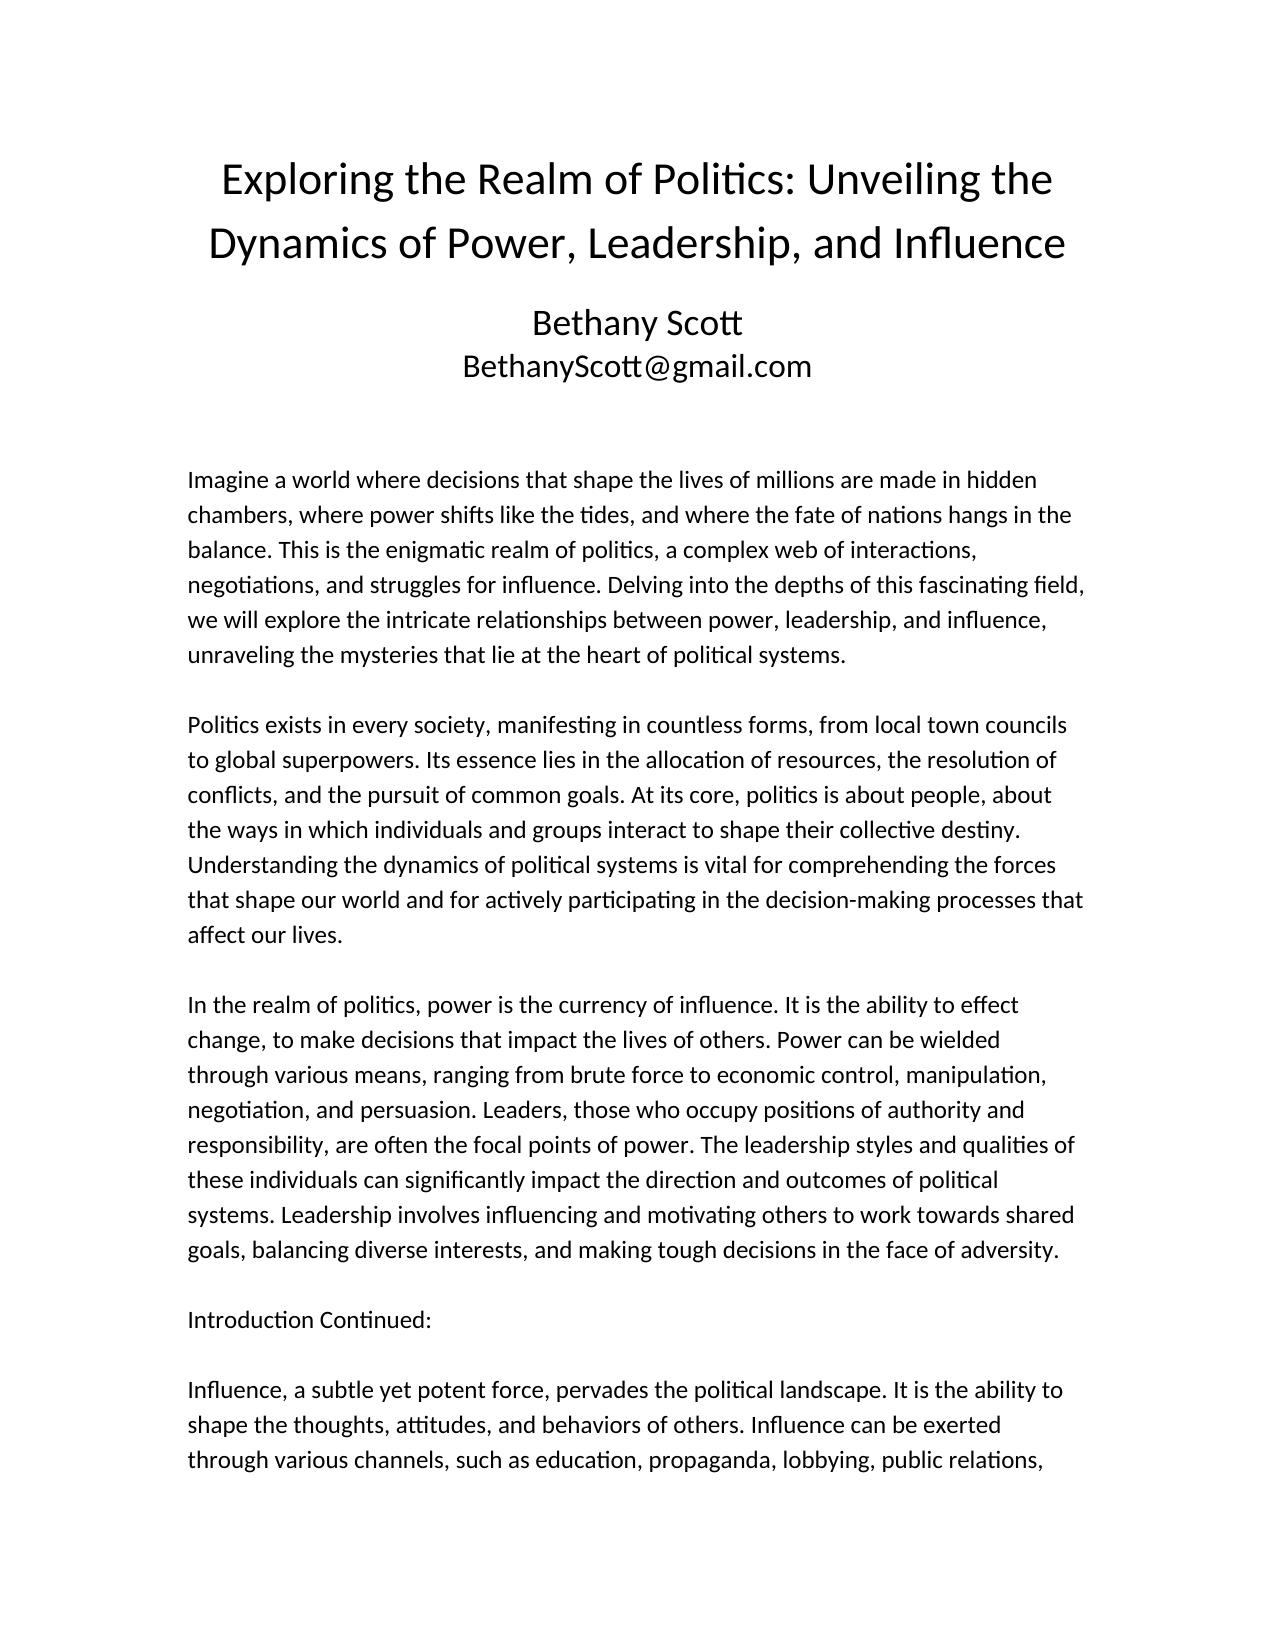 Exploring the Realm of Politics: Unveiling the
Dynamics of Power, Leadership, and Influence
Bethany Scott
BethanyScott@gmail.com
Imagine a world where decisions that shape the lives of millions are made in hidden
chambers, where power shifts like the tides, and where the fate of nations hangs in the
balance. This is the enigmatic realm of politics, a complex web of interactions,
negotiations, and struggles for influence. Delving into the depths of this fascinating field,
we will explore the intricate relationships between power, leadership, and influence,
unraveling the mysteries that lie at the heart of political systems.
Politics exists in every society, manifesting in countless forms, from local town councils
to global superpowers. Its essence lies in the allocation of resources, the resolution of
conflicts, and the pursuit of common goals. At its core, politics is about people, about
the ways in which individuals and groups interact to shape their collective destiny.
Understanding the dynamics of political systems is vital for comprehending the forces
that shape our world and for actively participating in the decision-making processes that
affect our lives.
In the realm of politics, power is the currency of influence. It is the ability to effect
change, to make decisions that impact the lives of others. Power can be wielded
through various means, ranging from brute force to economic control, manipulation,
negotiation, and persuasion. Leaders, those who occupy positions of authority and
responsibility, are often the focal points of power. The leadership styles and qualities of
these individuals can significantly impact the direction and outcomes of political
systems. Leadership involves influencing and motivating others to work towards shared
goals, balancing diverse interests, and making tough decisions in the face of adversity.
Introduction Continued:
Influence, a subtle yet potent force, pervades the political landscape. It is the ability to
shape the thoughts, attitudes, and behaviors of others. Influence can be exerted
through various channels, such as education, propaganda, lobbying, public relations,